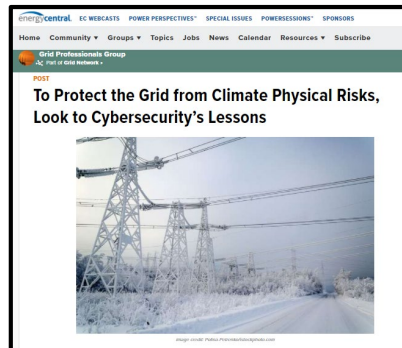 energycentral. EC WEBCASTS POWER PERSPECTIVES™ SPECIAL ISSUES POWERSESSIONS™ SPONSORS
Home Community ▾ Groups ▾ Topics Jobs News Calendar Resources ▾ Subscribe
Grid Professionals Group
Part of Grid Network
POST
To Protect the Grid from Climate Physical Risks,
Look to Cybersecurity's Lessons
image credit: